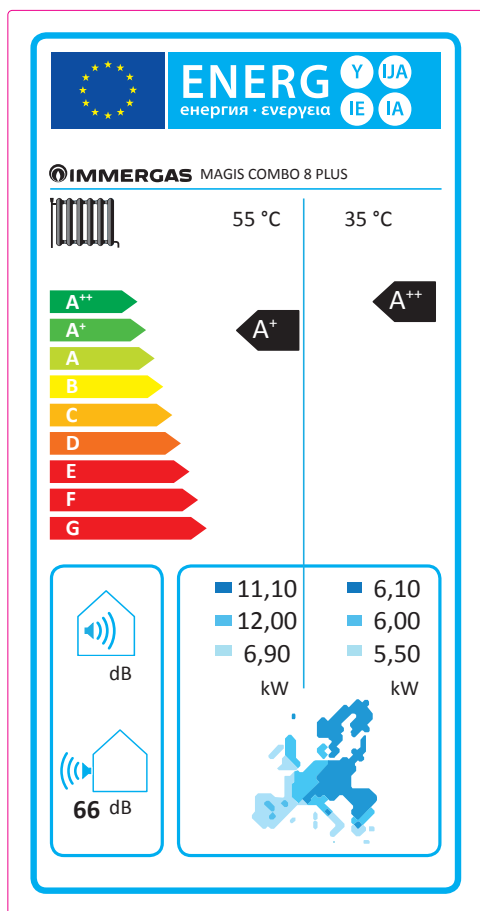 ENERG Y IJA
енергия · ενεργεια IE IA
IMMERGAS MAGIS COMBO 8 PLUS
55 °C 35 °C
A++ A++
A+ A+
A
B
C
D
E
F
G
11,10 6,10
12,00 6,00
6,90 5,50
kW kW
dB
66 dB